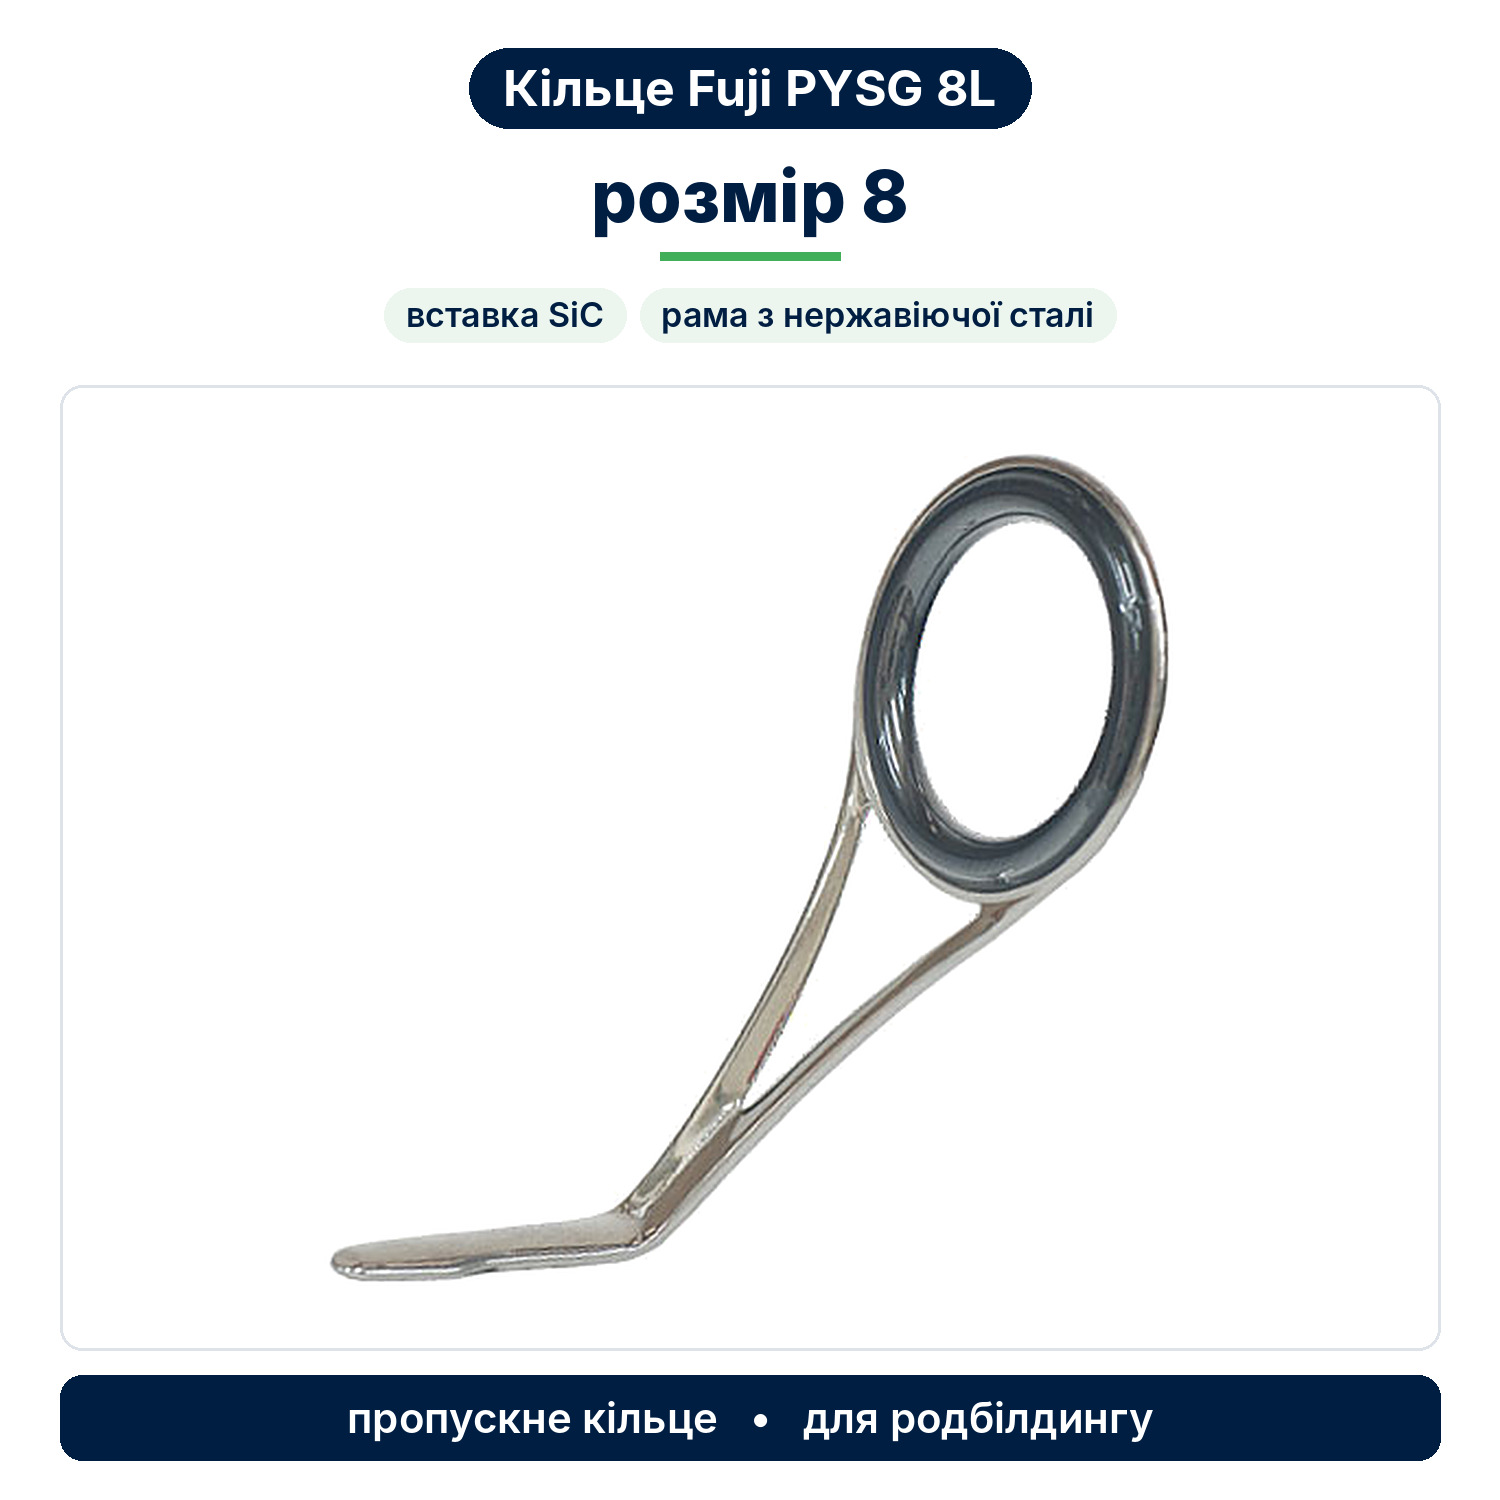 Кільце Fuji PYSG 8L
розмір 8
вставка SiC рама з нержавіючої сталі
пропускне кільце • для родбілдингу